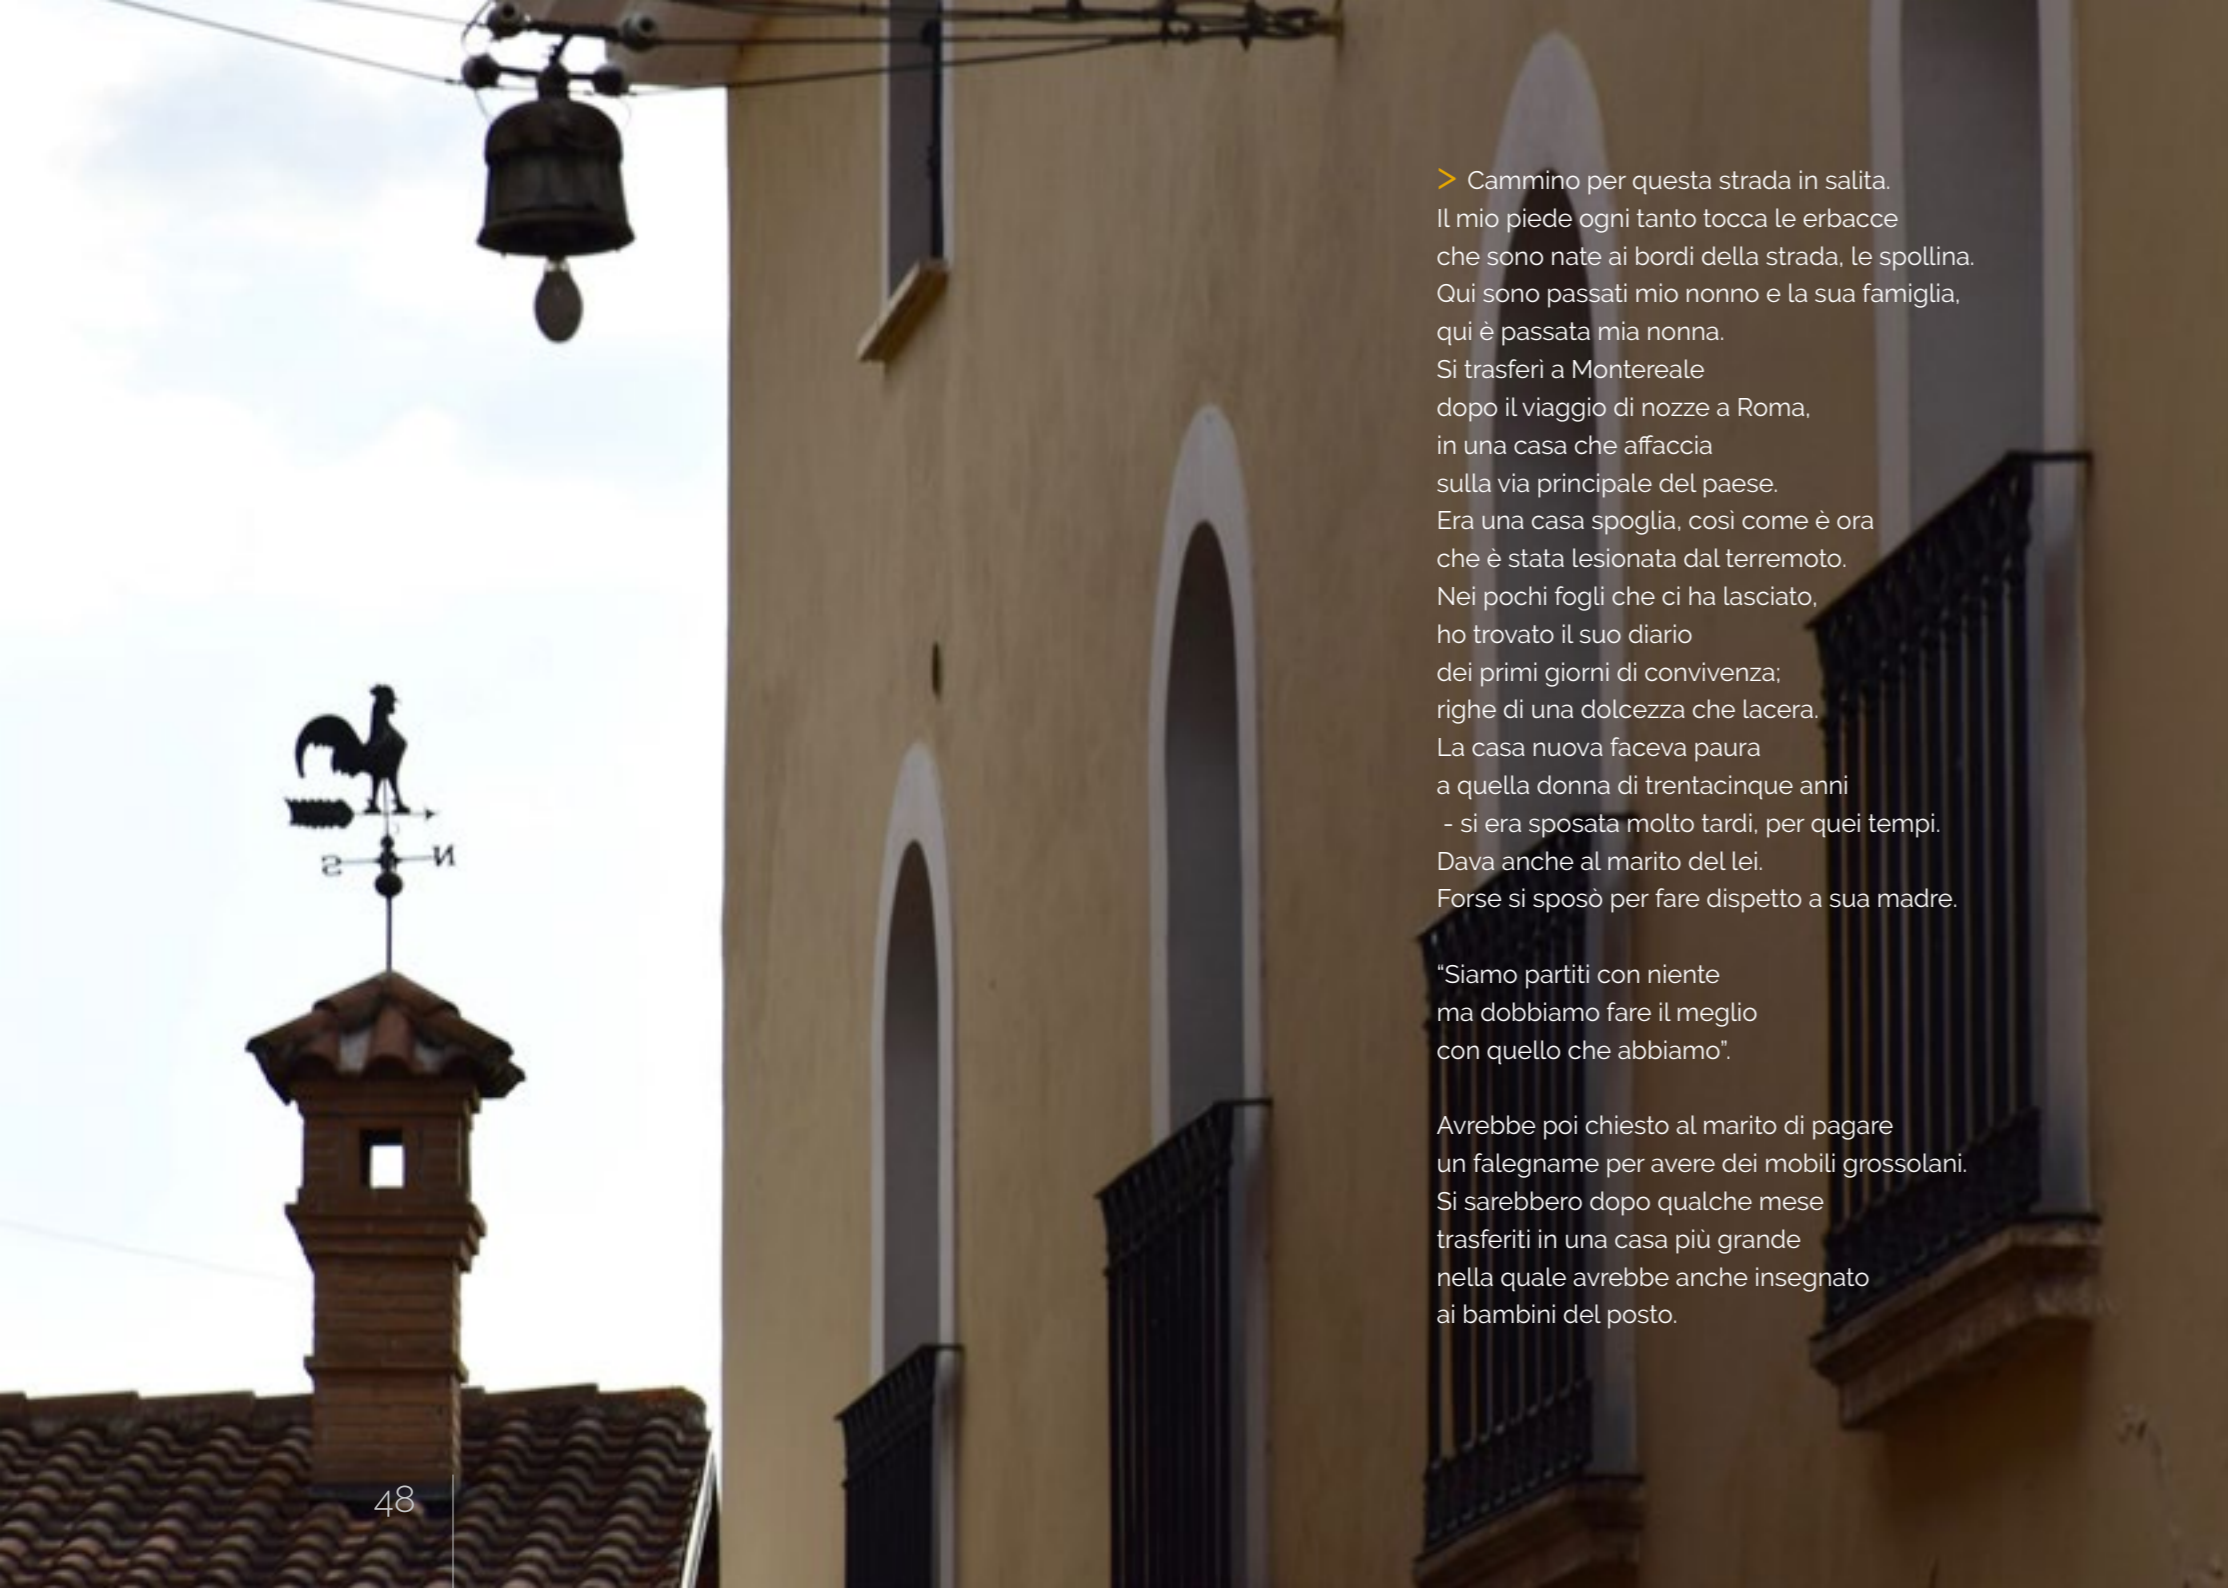 > Cammino per questa strada in salita.
Il mio piede ogni tanto tocca le erbacce
che sono nate ai bordi della strada, le spollina.
Qui sono passati mio nonno e la sua famiglia,
qui è passata mia nonna.
Si trasferì a Montereale
dopo il viaggio di nozze a Roma,
in una casa che affaccia
sulla via principale del paese.
Era una casa spoglia, così come è ora
che è stata lesionata dal terremoto.
Nei pochi fogli che ci ha lasciato,
ho trovato il suo diario
dei primi giorni di convivenza;
righe di una dolcezza che lacera.
La casa nuova faceva paura
a quella donna di trentacinque anni
- si era sposata molto tardi, per quei tempi.
Dava anche al marito del lei.
Forse si sposò per fare dispetto a sua madre.
“Siamo partiti con niente
ma dobbiamo fare il meglio
con quello che abbiamo”.
Avrebbe poi chiesto al marito di pagare
un falegname per avere dei mobili grossolani.
Si sarebbero dopo qualche mese
trasferiti in una casa più grande
nella quale avrebbe anche insegnato
ai bambini del posto.
S N
48